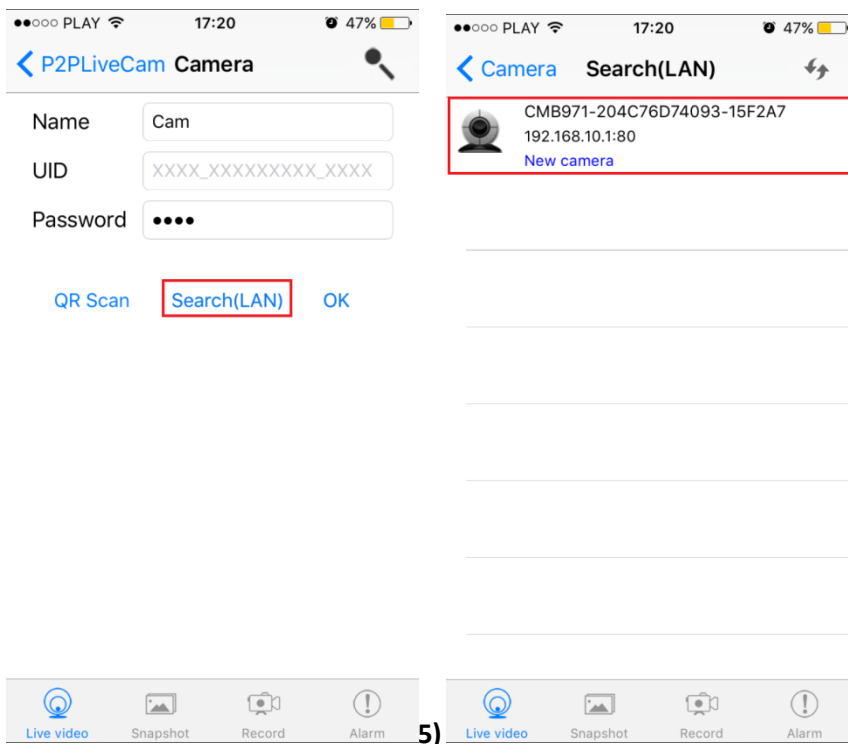 PLAY 17:20 47%
P2PLiveCam Camera
Name Cam
UID XXXX_XXXXXXXXX_XXXX
Password ••••
QR Scan Search(LAN) OK
Live video Snapshot Record Alarm
5)
PLAY 17:20 47%
Camera Search(LAN)
CMB971-204C76D74093-15F2A7
192.168.10.1:80
New camera
Live video Snapshot Record Alarm